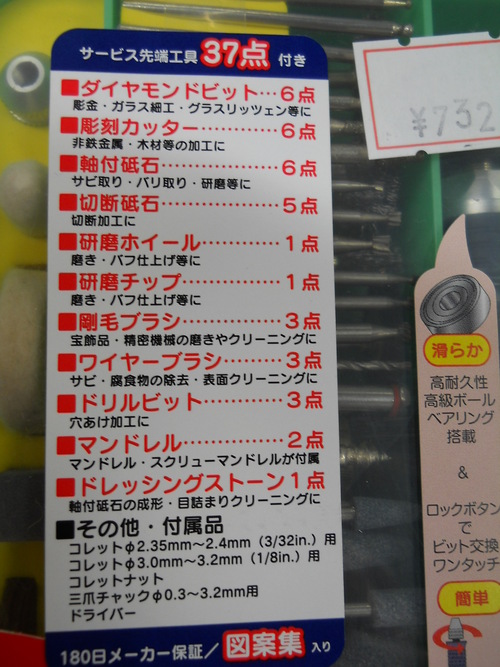 サービス先端工具37点付き
■ダイヤモンドビット…6点
彫金・ガラス細工・グラスリッツェン等に
■彫刻カッター…………6点
非鉄金属・木材等の加工に
■軸付砥石………………6点
サビ取り・バリ取り・研磨等に
■切断砥石………………5点
切断加工に
■研磨ホイール…………1点
磨き・バフ仕上げ等に
■研磨チップ……………1点
磨き・バフ仕上げ等に
■剛毛ブラシ……………3点
宝飾品・精密機械の磨きやクリーニングに
■ワイヤーブラシ………3点
サビ・腐食物の除去・表面クリーニングに
■ドリルビット…………3点
穴あけ加工に
■マンドレル……………2点
マンドレル・スクリューマンドレルが付属
■ドレッシングストーン1点
軸付砥石の成形・目詰まりクリーニングに
■その他・付属品
コレットφ2.35mm〜2.4mm（3/32in.）用
コレットφ3.0mm〜3.2mm（1/8in.）用
コレットナット
三爪チャックφ0.3〜3.2mm用
ドライバー
180日メーカー保証／図案集入り
¥732
滑らか
高耐久性
高級ボール
ベアリング
搭載
&
ロックボタン
で
ビット交換
ワンタッチ
簡単